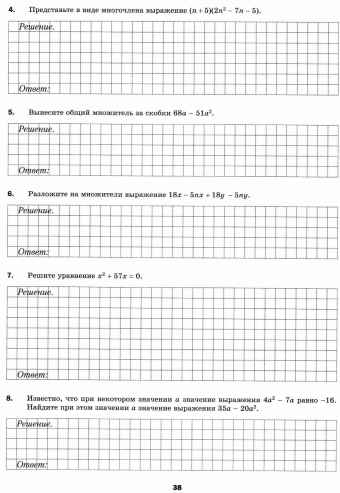 4. Представьте в виде многочлена выражение (n + 5)(2n² – 7n – 5).
Решение.
Ответ:
5. Вынесите общий множитель за скобки 68a – 51a².
Решение.
Ответ:
6. Разложите на множители выражение 18x – 5nx + 18y – 5ny.
Решение.
Ответ:
7. Решите уравнение x² + 57x = 0.
Решение.
Ответ:
8. Известно, что при некотором значении a значение выражения 4a² – 7a равно –16.
Найдите при этом значении a значение выражения 35a – 20a².
Решение.
Ответ:
38